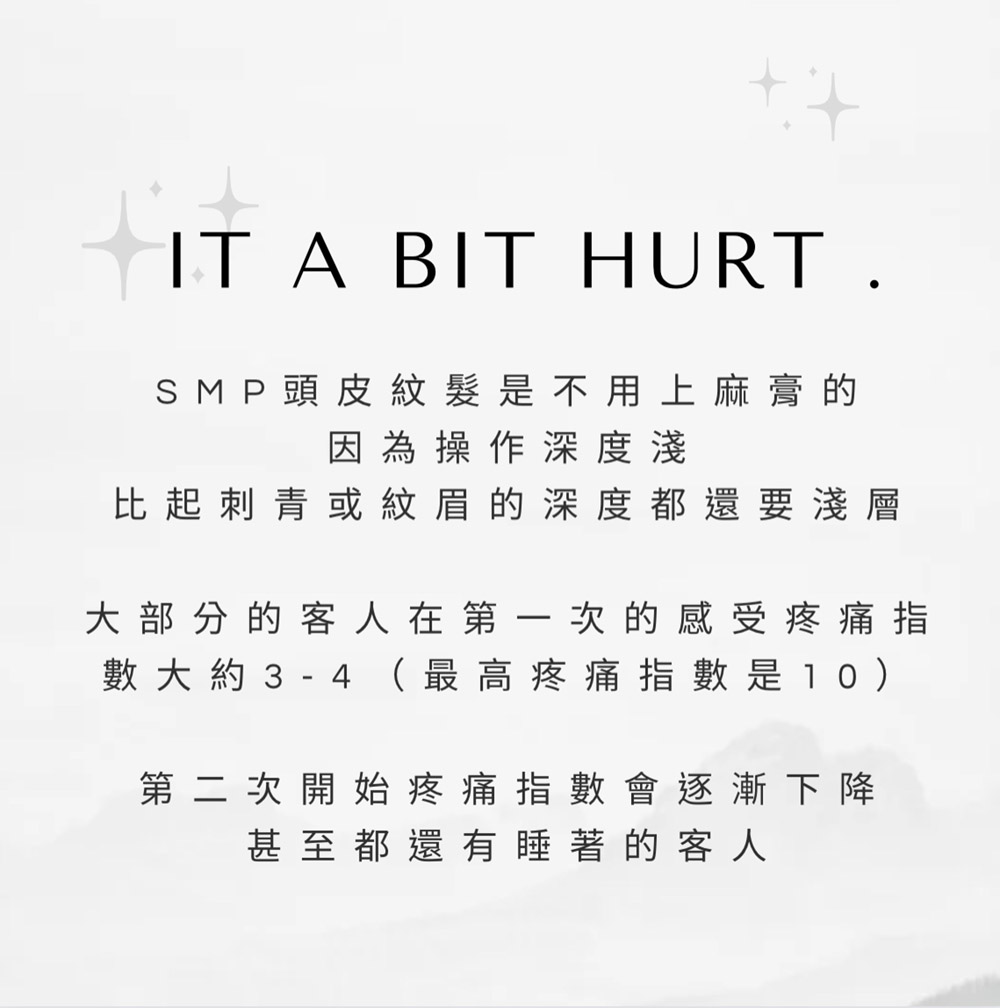 IT A BIT HURT .
SMP頭皮紋髮是不用上麻膏的
因為操作深度淺
比起刺青或紋眉的深度都還要淺層
大部分的客人在第一次的感受疼痛指
數大約3-4（最高疼痛指數是10）
第二次開始疼痛指數會逐漸下降
甚至都還有睡著的客人